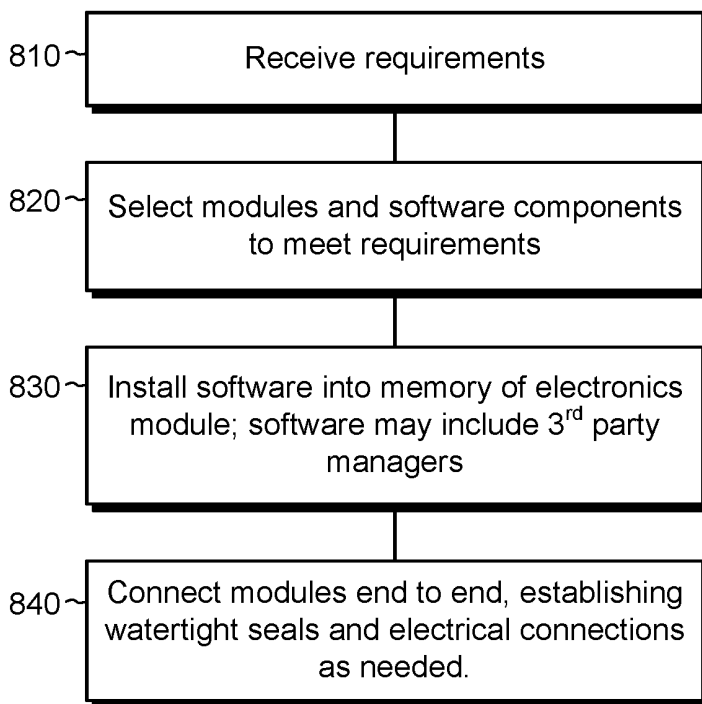 810~
Receive requirements
820~
Select modules and software components
to meet requirements
830~
Install software into memory of electronics
module; software may include 3rd party
managers
840~
Connect modules end to end, establishing
watertight seals and electrical connections
as needed.